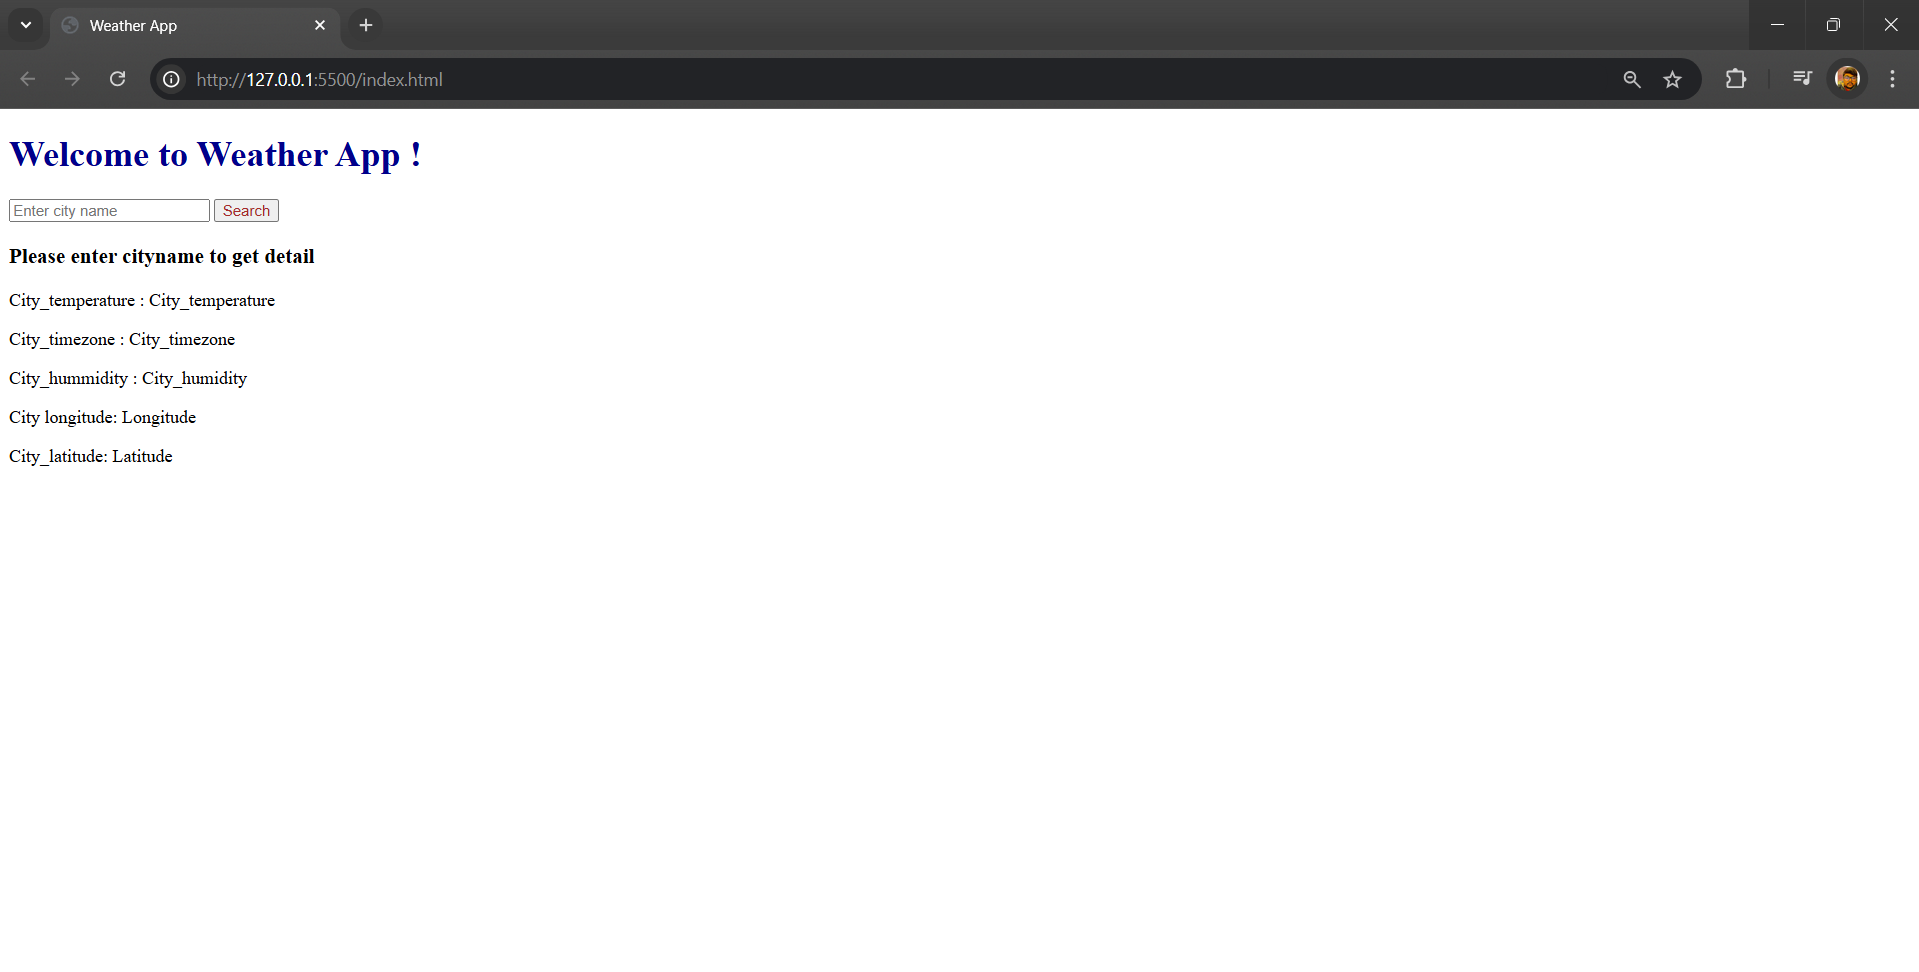 Weather App
http://127.0.0.1:5500/index.html
Welcome to Weather App !
Enter city name Search
Please enter cityname to get detail
City_temperature : City_temperature
City_timezone : City_timezone
City_hummidity : City_humidity
City longitude: Longitude
City_latitude: Latitude